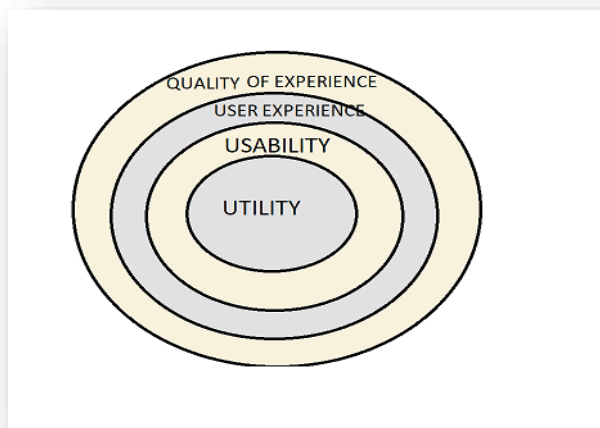 QUALITY OF EXPERIENCE
USER EXPERIENCE
USABILITY
UTILITY